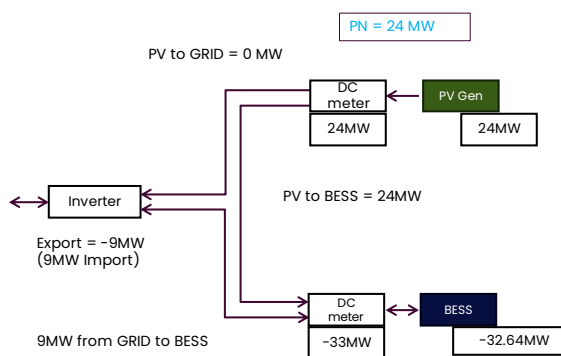 PN = 24 MW
PV to GRID = 0 MW
DC
meter
PV Gen
24MW
24MW
PV to BESS = 24MW
Inverter
Export = -9MW
(9MW Import)
DC
meter
BESS
9MW from GRID to BESS
-33MW
-32.64MW